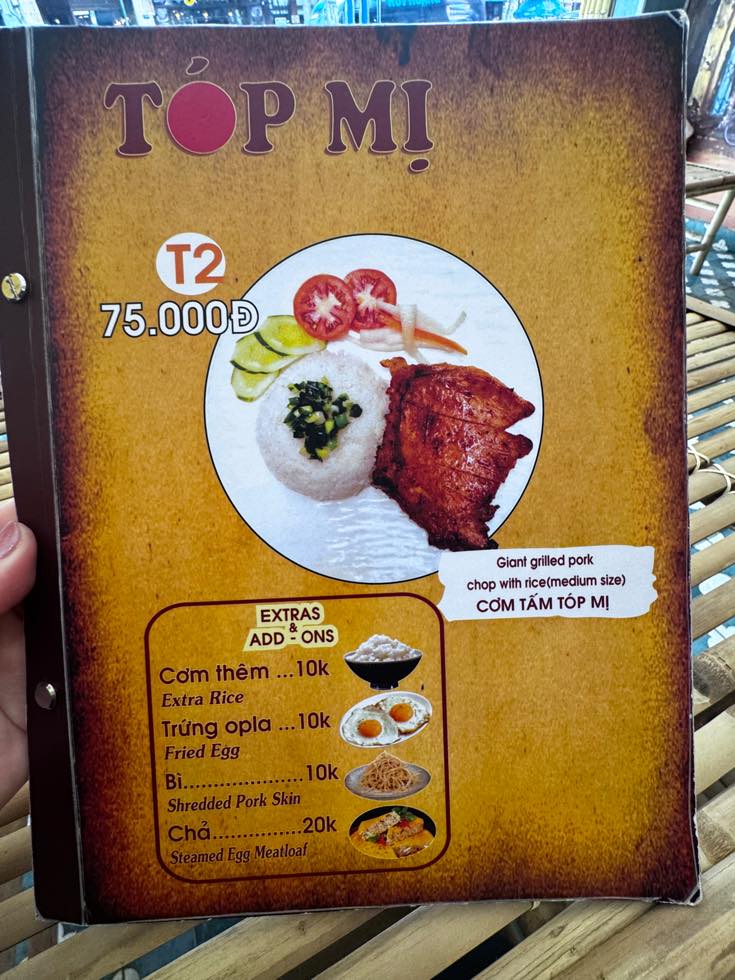 TÓP MỊ
T2
75.000Đ
Giant grilled pork
chop with rice(medium size)
CƠM TẤM TÓP MỊ
EXTRAS
&
ADD - ONS
Cơm thêm ...10k
Extra Rice
Trứng opla ...10k
Fried Egg
Bì.....................10k
Shredded Pork Skin
Chả...............20k
Steamed Egg Meatloaf